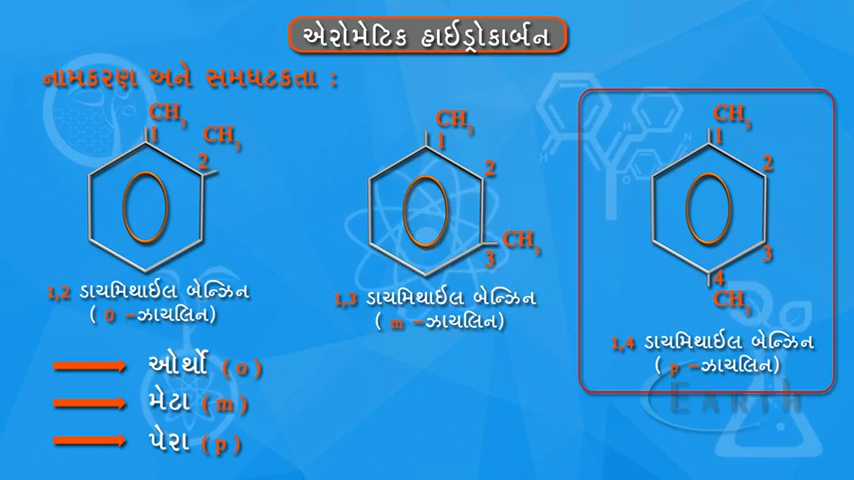 એરોમેટિક હાઈડ્રોકાર્બન
નામકરણ અને સમઘટકતા :
CH₃
1
CH₃
2
1,2 ડાયમિથાઈલ બેન્ઝિન
( o –ઝાયલિન)
CH₃
1
2
CH₃
3
1,3 ડાયમિથાઈલ બેન્ઝિન
( m –ઝાયલિન)
CH₃
1
2
3
4
CH₃
1,4 ડાયમિથાઈલ બેન્ઝિન
( p –ઝાયલિન)
ઓર્થો ( o )
મેટા ( m )
પેરા ( p )
EARTH